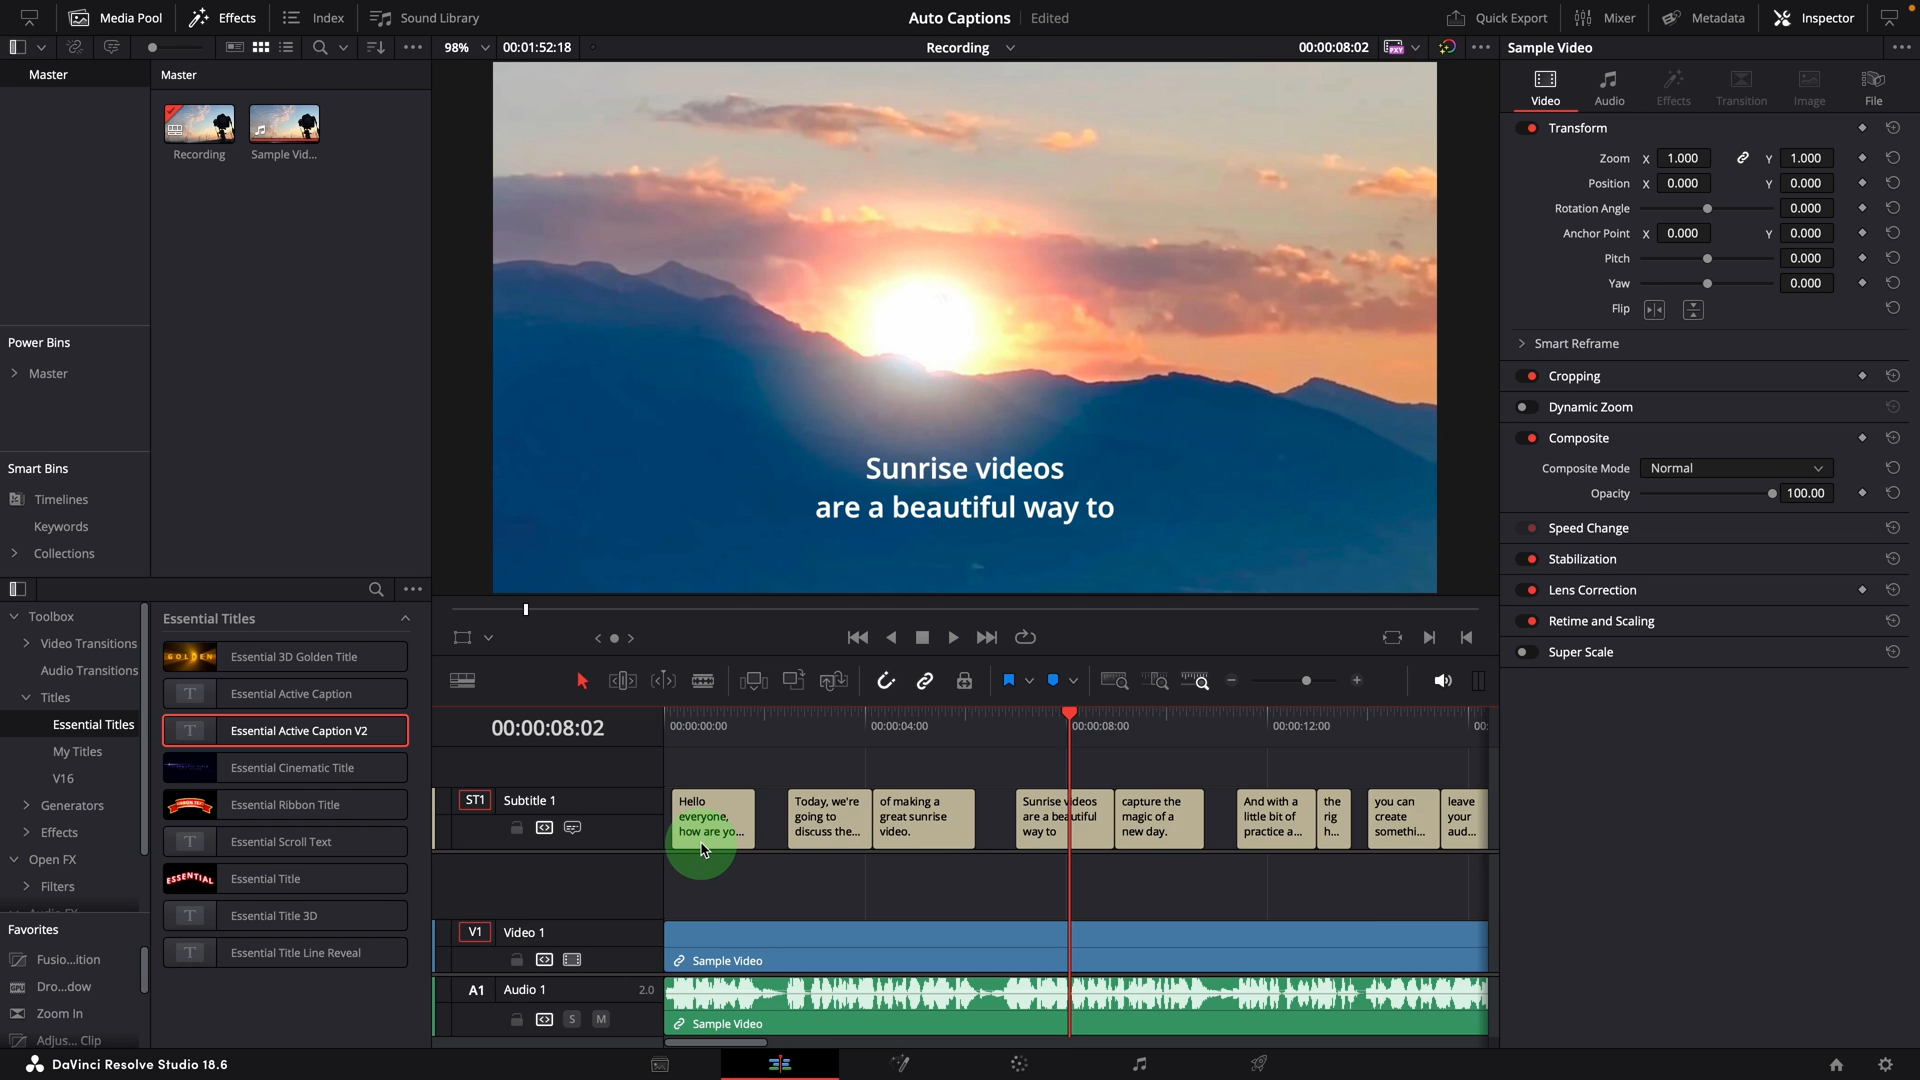 Media Pool
Effects
Index
Sound Library
Auto Captions
Edited
Quick Export
Mixer
Metadata
Inspector
98%
00:01:52:18
Recording
00:00:08:02
PXY
Sample Video
Master
Master
Recording
Sample Vid...
Video
Audio
Effects
Transition
Image
File
Transform
Zoom X 1.000 Y 1.000
Position X 0.000 Y 0.000
Rotation Angle 0.000
Anchor Point X 0.000 Y 0.000
Pitch 0.000
Yaw 0.000
Flip
Smart Reframe
Cropping
Dynamic Zoom
Composite
Composite Mode Normal
Opacity 100.00
Speed Change
Stabilization
Lens Correction
Retime and Scaling
Super Scale
Sunrise videos
are a beautiful way to
Power Bins
Master
Smart Bins
Timelines
Keywords
Collections
Toolbox
Video Transitions
Audio Transitions
Titles
Essential Titles
My Titles
V16
Generators
Effects
Open FX
Filters
Favorites
Fusio...ition
Dro...dow
Zoom In
Adjus... Clip
Essential Titles
GOLDEN Essential 3D Golden Title
T Essential Active Caption
T Essential Active Caption V2
Essential Cinematic Title
Essential Ribbon Title
T Essential Scroll Text
ESSENTIAL Essential Title
T Essential Title 3D
T Essential Title Line Reveal
00:00:08:02
00:00:00:00
00:00:04:00
00:00:08:00
00:00:12:00
00:
ST1 Subtitle 1
Hello
everyone,
how are yo...
Today, we're
going to
discuss the...
of making a
great sunrise
video.
Sunrise videos
are a beautiful
way to
capture the
magic of a
new day.
And with a
little bit of
practice a...
the
rig
h...
you can
create
somethi...
leave
your
aud...
V1 Video 1
Sample Video
A1 Audio 1 2.0
S M
Sample Video
DaVinci Resolve Studio 18.6